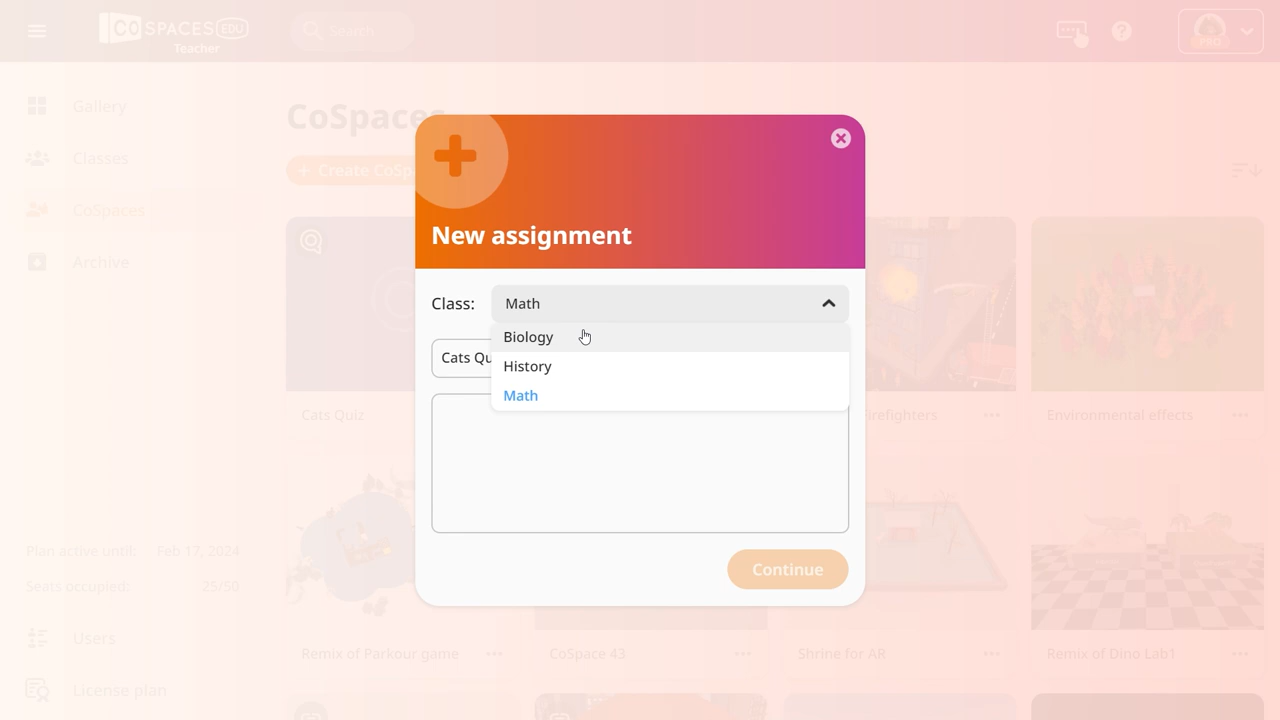 COSPACES EDU
Teacher
Search
PRO
Gallery
Classes
CoSpaces
Archive
Plan active until: Feb 17, 2024
Seats occupied: 25/50
Users
License plan
CoSpaces
+ Create CoSpa
New assignment
Class: Math
Biology
History
Math
Cats Qu
Continue
Cats Quiz
Firefighters
Environmental effects
Remix of Parkour game
CoSpace 43
Shrine for AR
Remix of Dino Lab1